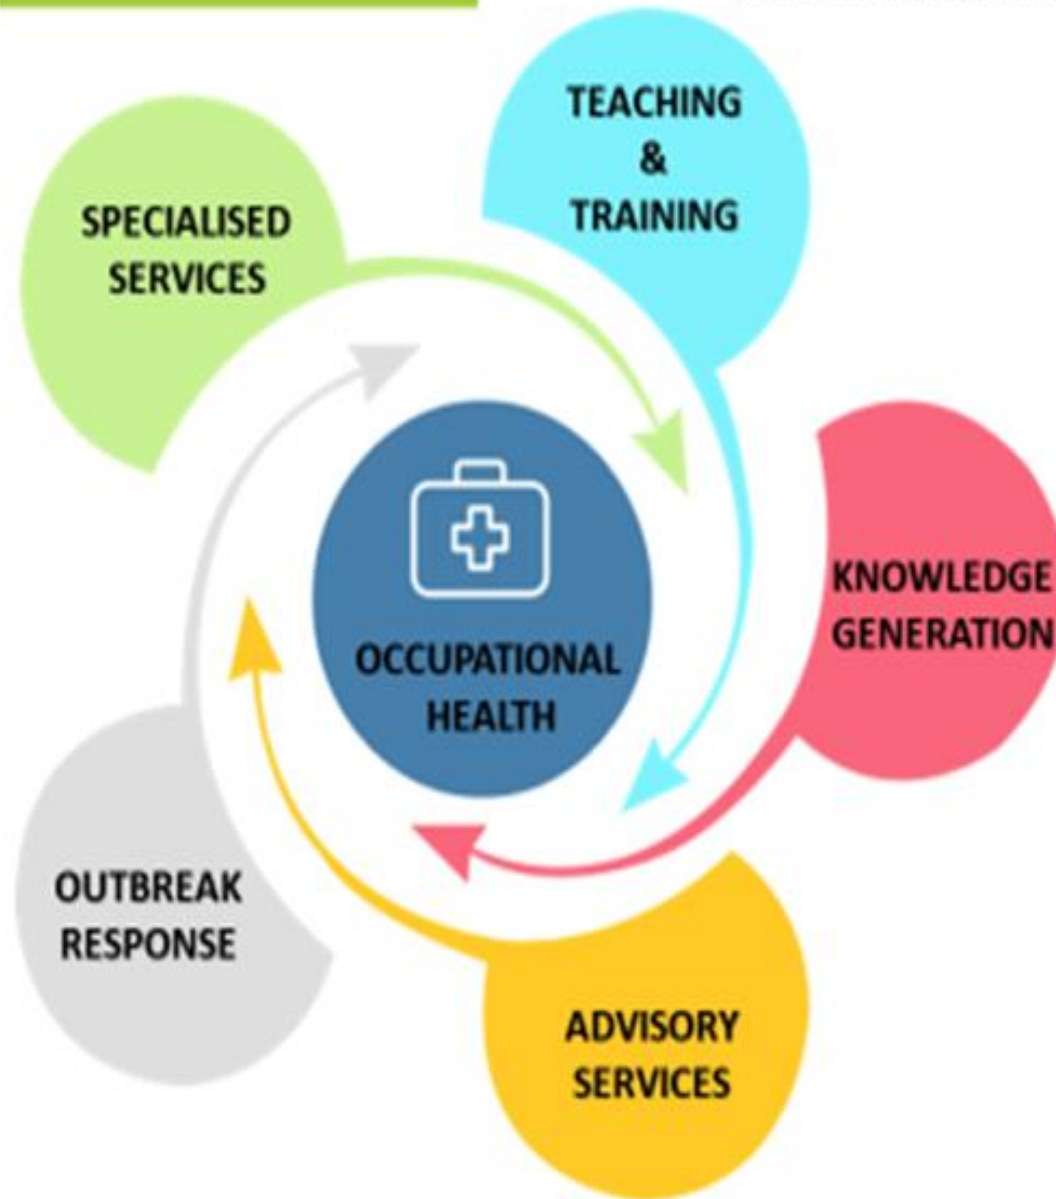 TEACHING
&
TRAINING
SPECIALISED
SERVICES
KNOWLEDGE
GENERATION
OCCUPATIONAL
HEALTH
OUTBREAK
RESPONSE
ADVISORY
SERVICES